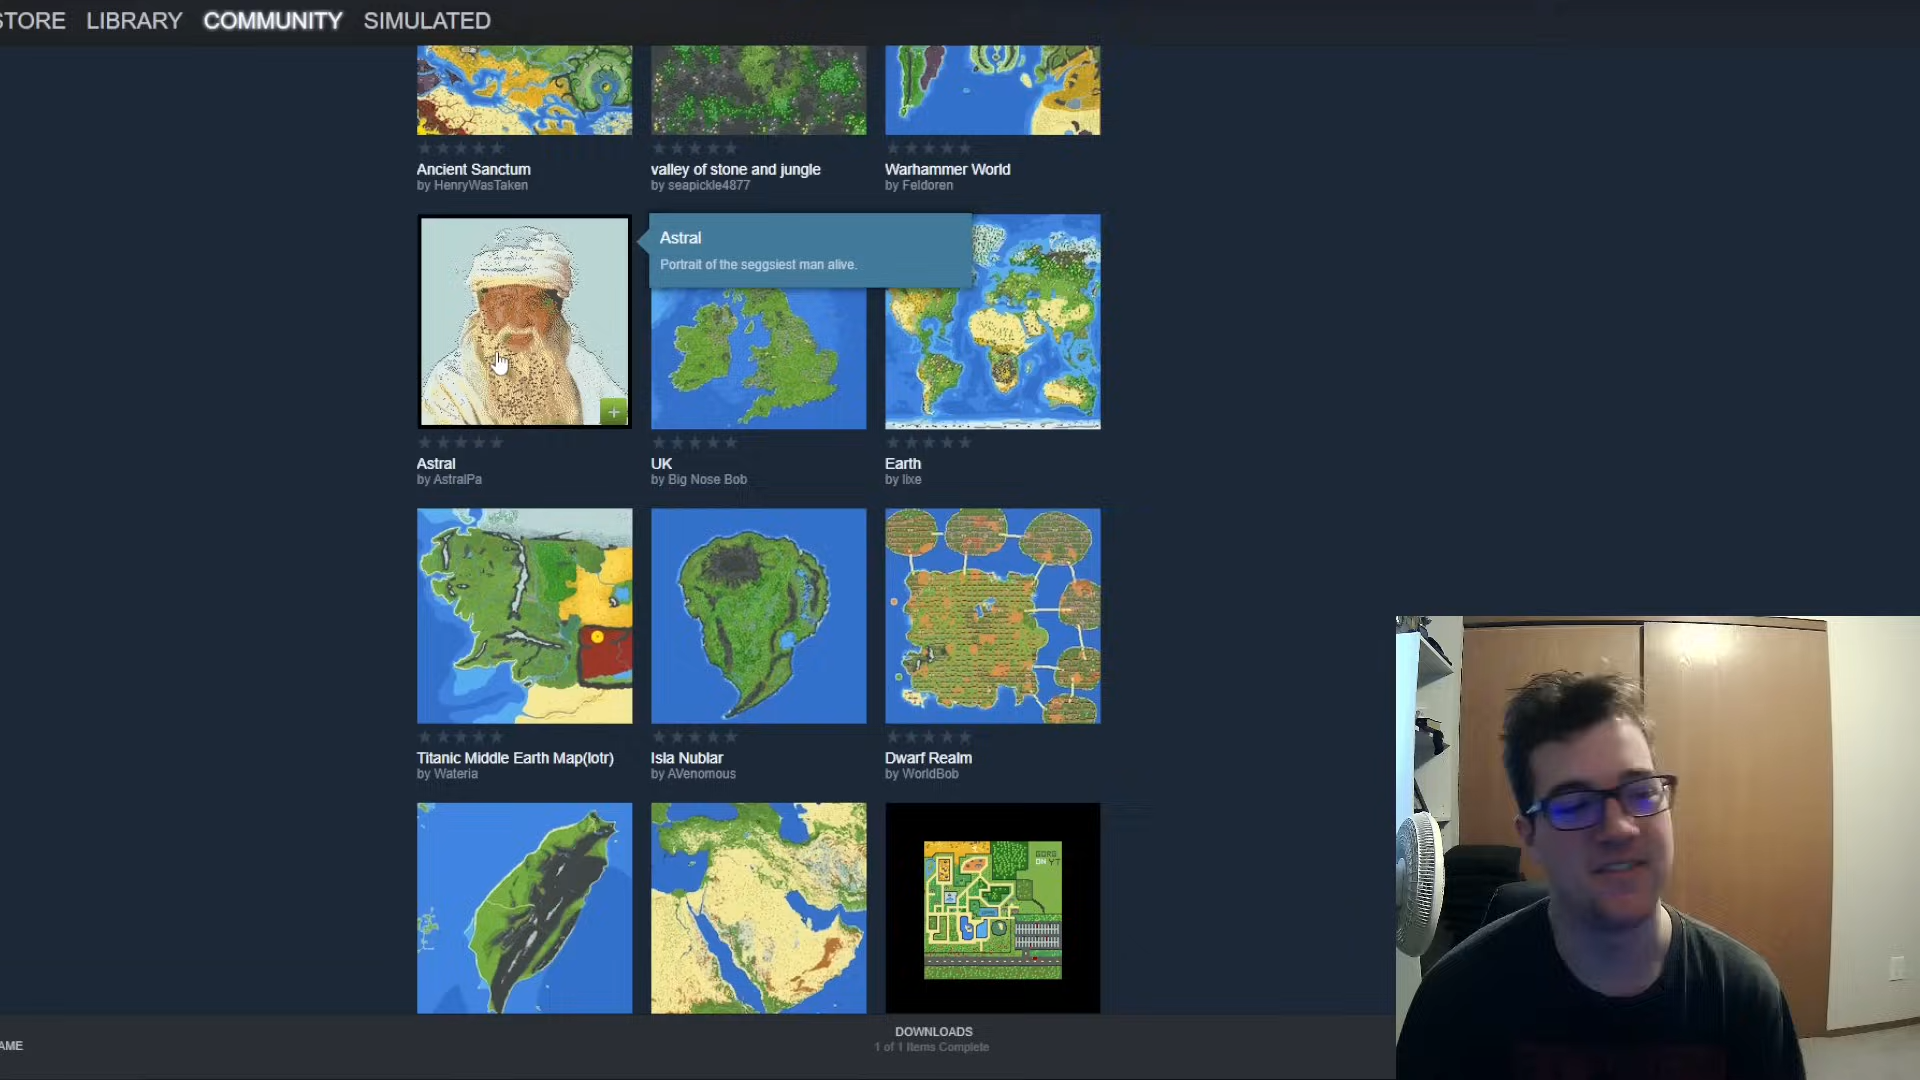 STORE LIBRARY COMMUNITY SIMULATED
Ancient Sanctum
by HenryWasTaken
valley of stone and jungle
by seapickle4877
Warhammer World
by Feldoren
Astral
Portrait of the seggsiest man alive.
Astral
by AstralPa
UK
by Big Nose Bob
Earth
by lixe
Titanic Middle Earth Map(lotr)
by Wateria
Isla Nublar
by AVenomous
Dwarf Realm
by WorldBob
ON YT
AME
DOWNLOADS
1 of 1 Items Complete